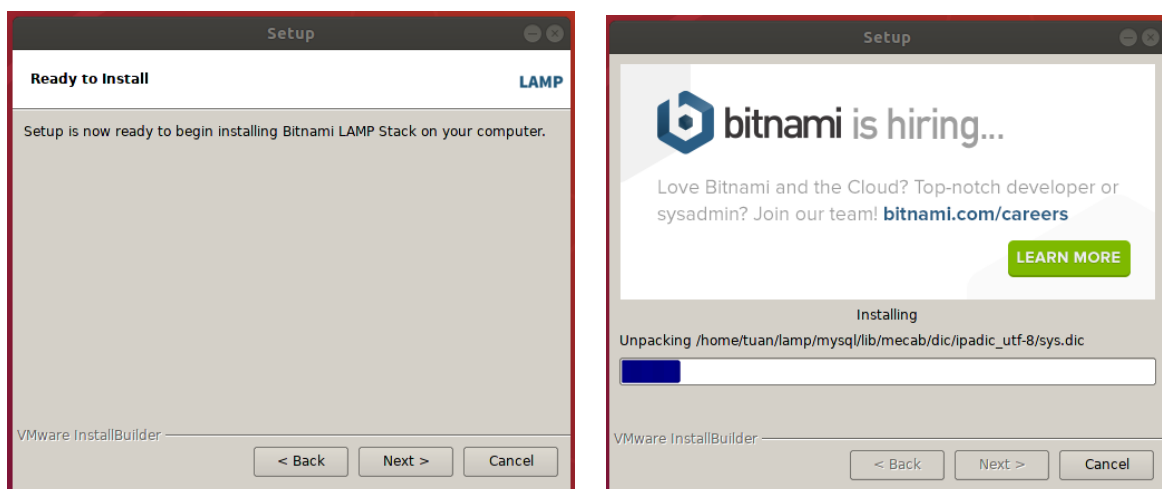 Setup
Ready to Install
LAMP
Setup is now ready to begin installing Bitnami LAMP Stack on your computer.
VMware InstallBuilder
< Back
Next >
Cancel
Setup
bitnami is hiring...
Love Bitnami and the Cloud? Top-notch developer or
sysadmin? Join our team! bitnami.com/careers
LEARN MORE
Installing
Unpacking /home/tuan/lamp/mysql/lib/mecab/dic/ipadic_utf-8/sys.dic
VMware InstallBuilder
< Back
Next >
Cancel